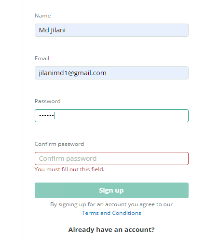 Name
Md Jilani
Email
jilanimd1@gmail.com
Password
••••••
Confirm password
Confirm password
You must fill out this field.
Sign up
By signing up for an account you agree to our
Terms and Conditions
Already have an account?